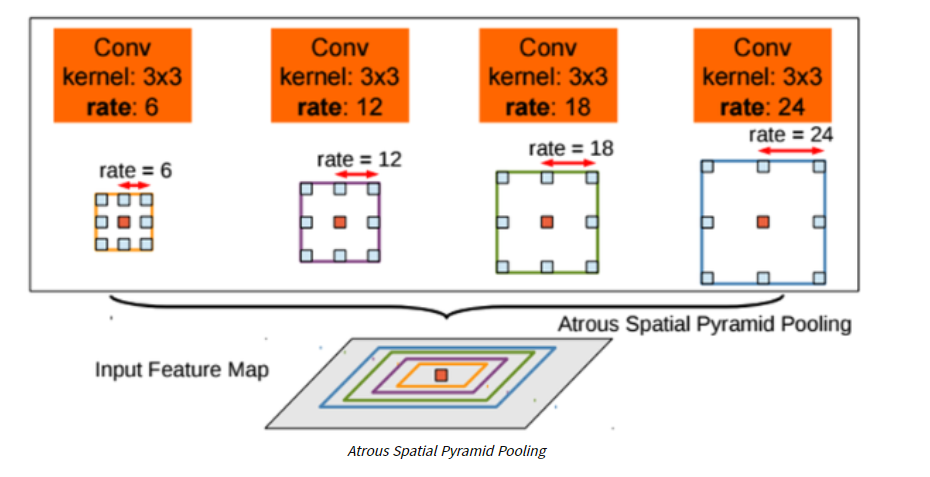 Conv
kernel: 3x3
rate: 6
Conv
kernel: 3x3
rate: 12
Conv
kernel: 3x3
rate: 18
Conv
kernel: 3x3
rate: 24
rate = 6
rate = 12
rate = 18
rate = 24
Atrous Spatial Pyramid Pooling
Input Feature Map
Atrous Spatial Pyramid Pooling